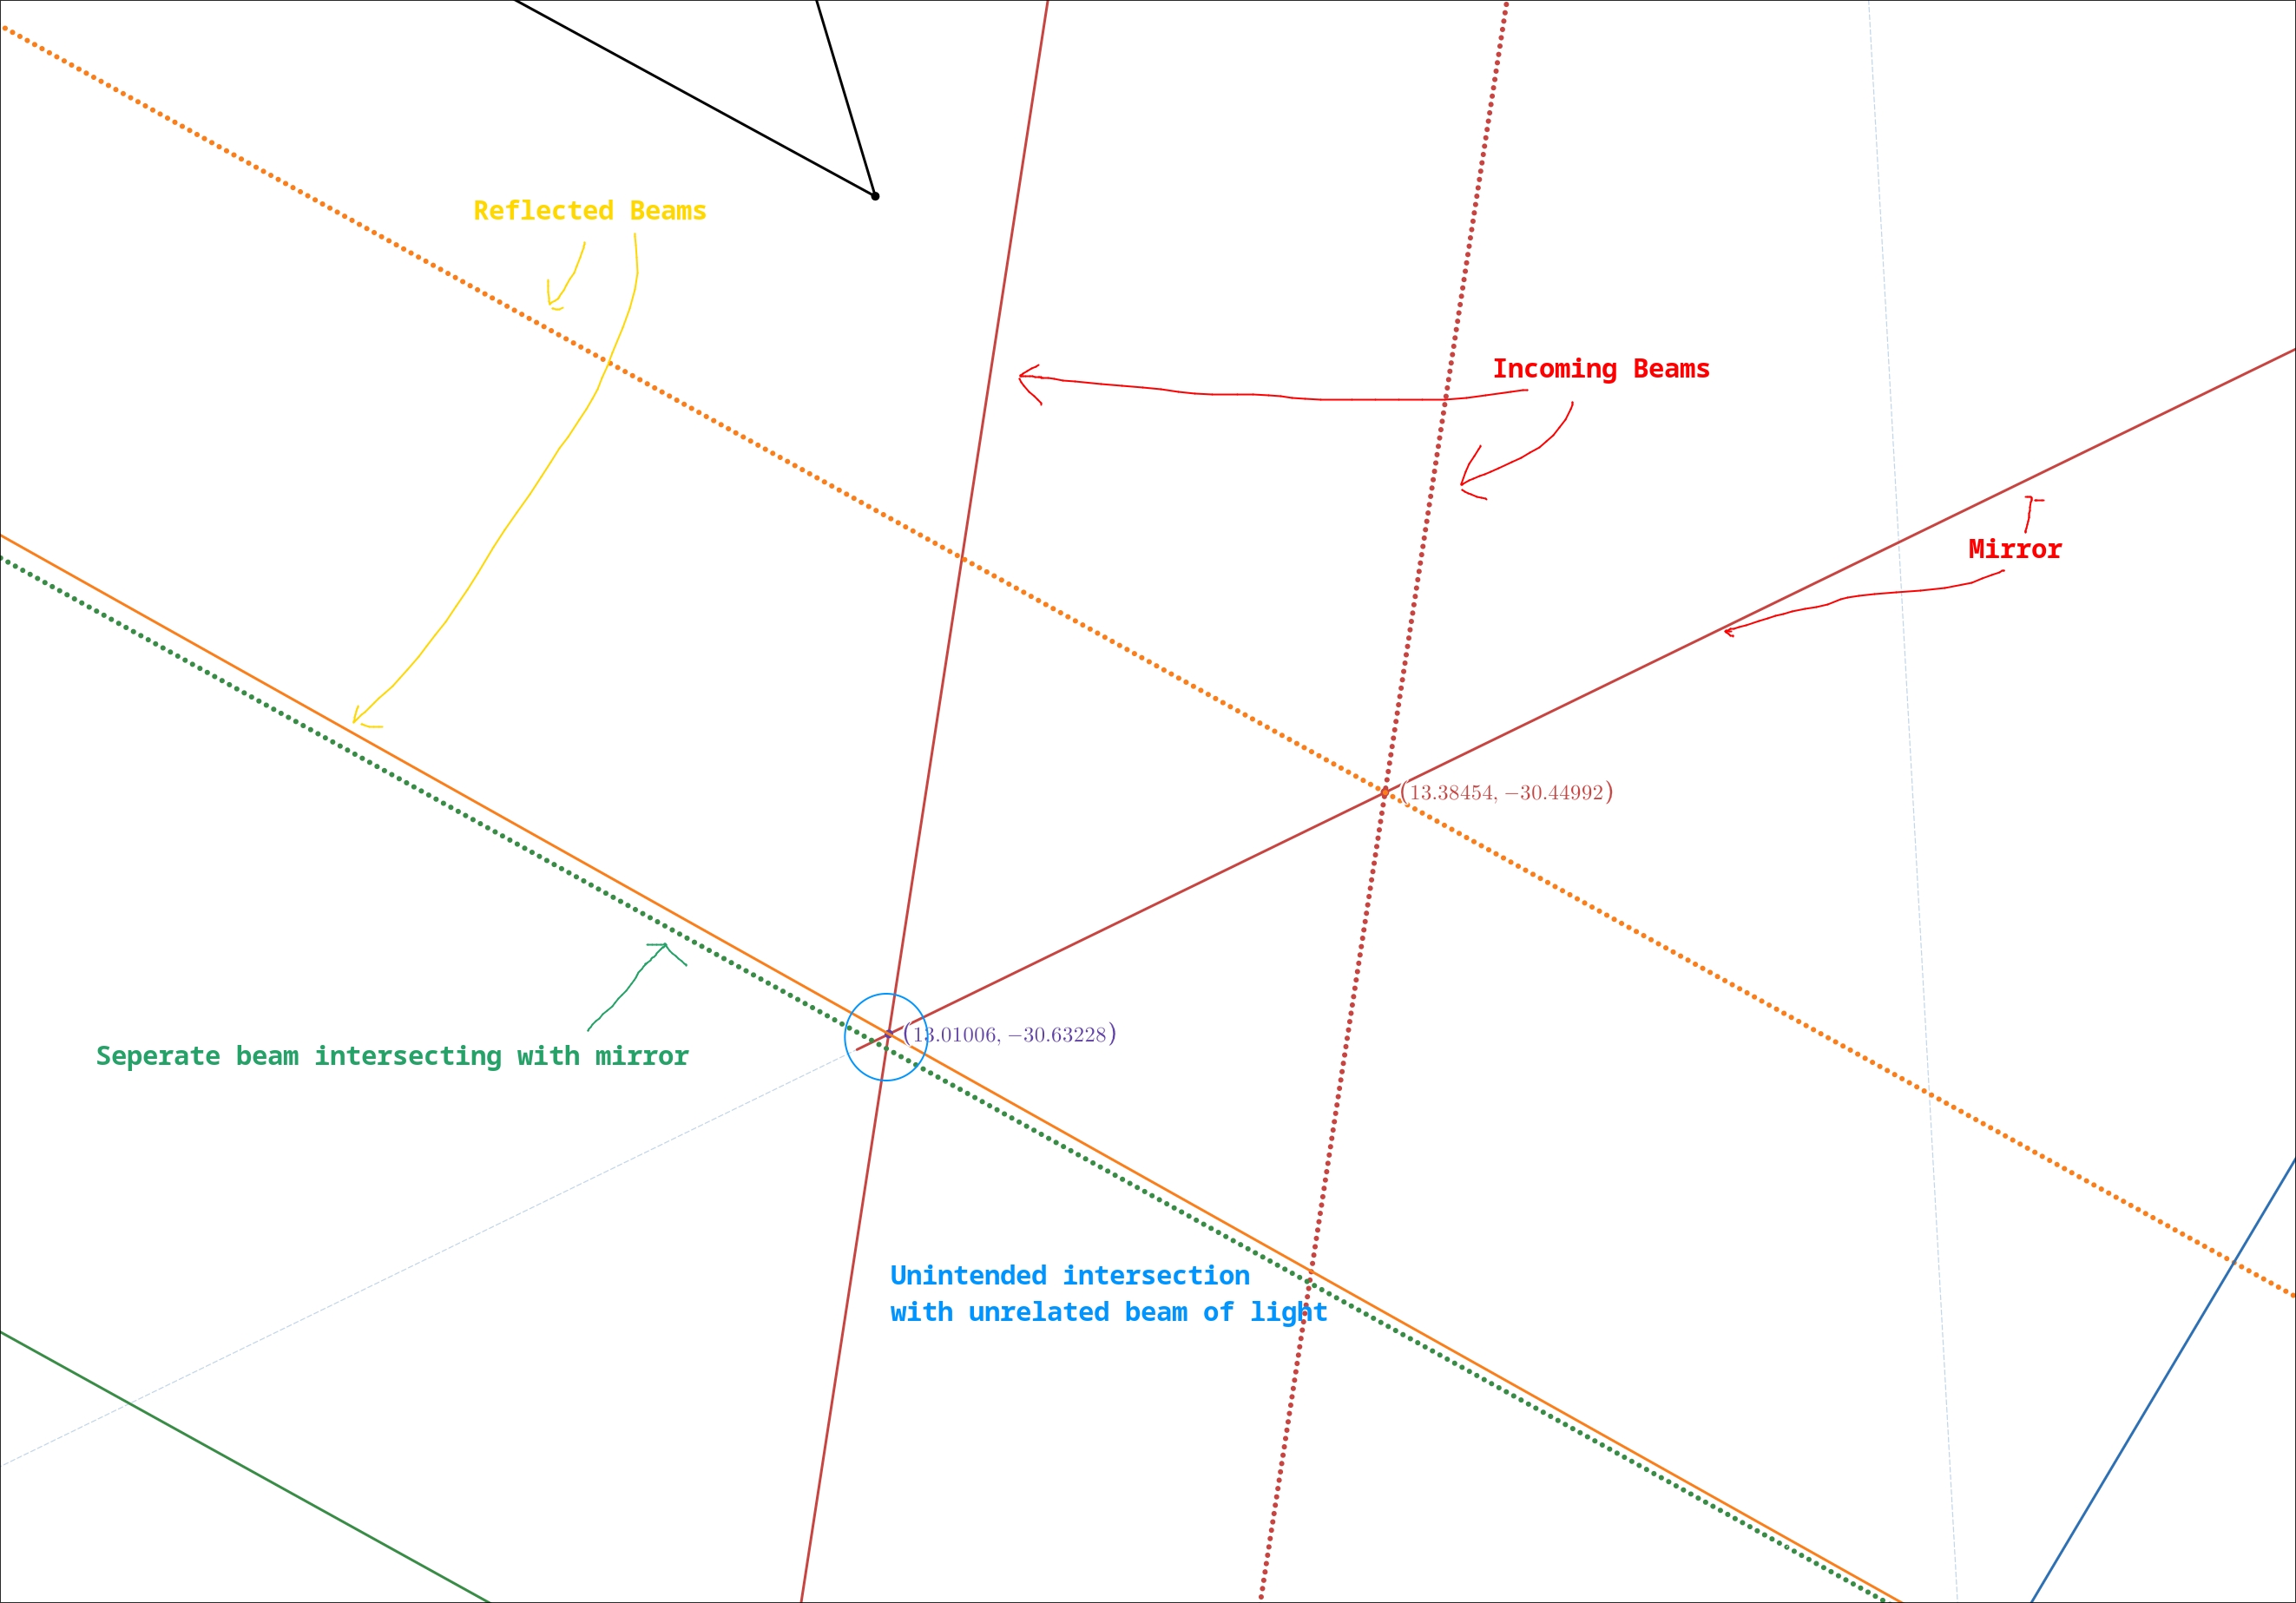 Reflected Beams
Incoming Beams
Mirror
(13.38454, −30.44992)
(13.01006, −30.63228)
Seperate beam intersecting with mirror
Unintended intersection
with unrelated beam of light